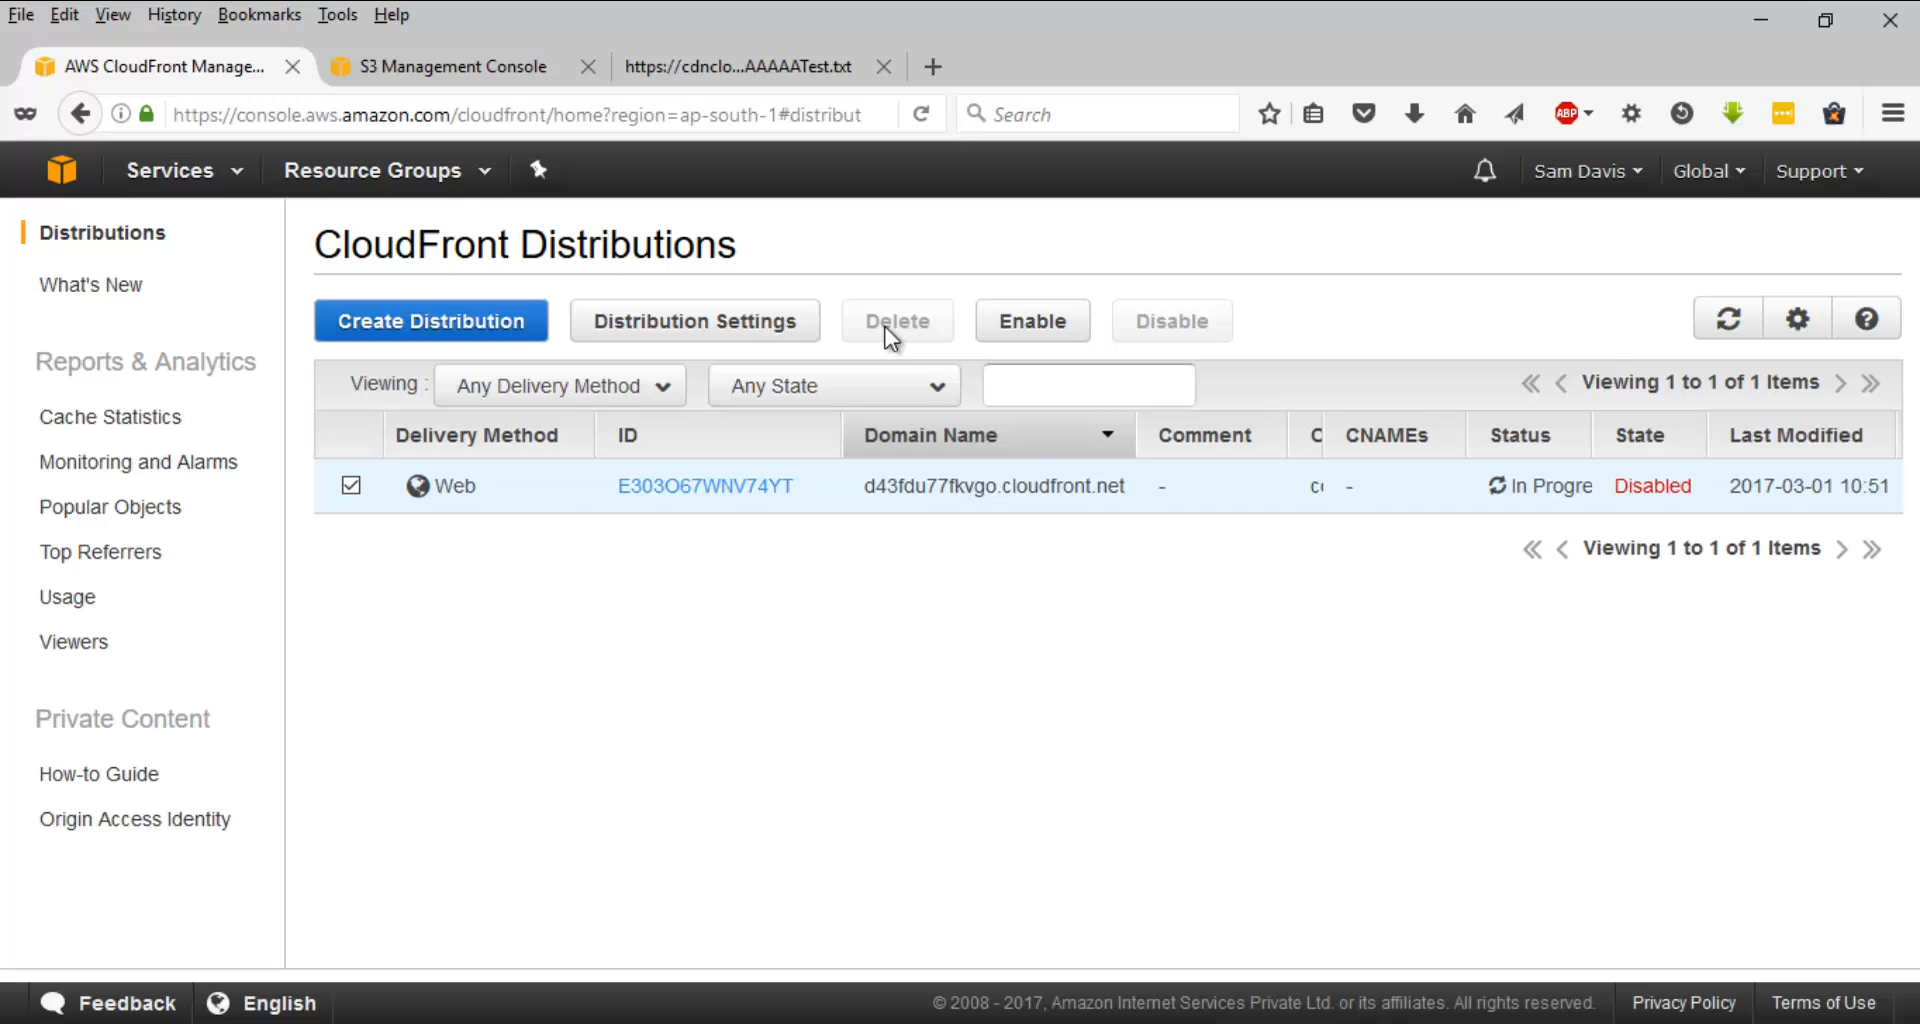 File Edit View History Bookmarks Tools Help
AWS CloudFront Manage... S3 Management Console https://cdnclo...AAAAATest.txt
https://console.aws.amazon.com/cloudfront/home?region=ap-south-1#distribut Search ABP
Services Resource Groups Sam Davis Global Support
Distributions
What's New
Reports & Analytics
Cache Statistics
Monitoring and Alarms
Popular Objects
Top Referrers
Usage
Viewers
Private Content
How-to Guide
Origin Access Identity
CloudFront Distributions
Create Distribution Distribution Settings Delete Enable Disable
Viewing : Any Delivery Method Any State Viewing 1 to 1 of 1 Items
Delivery Method ID Domain Name Comment C CNAMEs Status State Last Modified
Web E303O67WNV74YT d43fdu77fkvgo.cloudfront.net - - In Progre Disabled 2017-03-01 10:51
Viewing 1 to 1 of 1 Items
Feedback English © 2008 - 2017, Amazon Internet Services Private Ltd. or its affiliates. All rights reserved. Privacy Policy Terms of Use